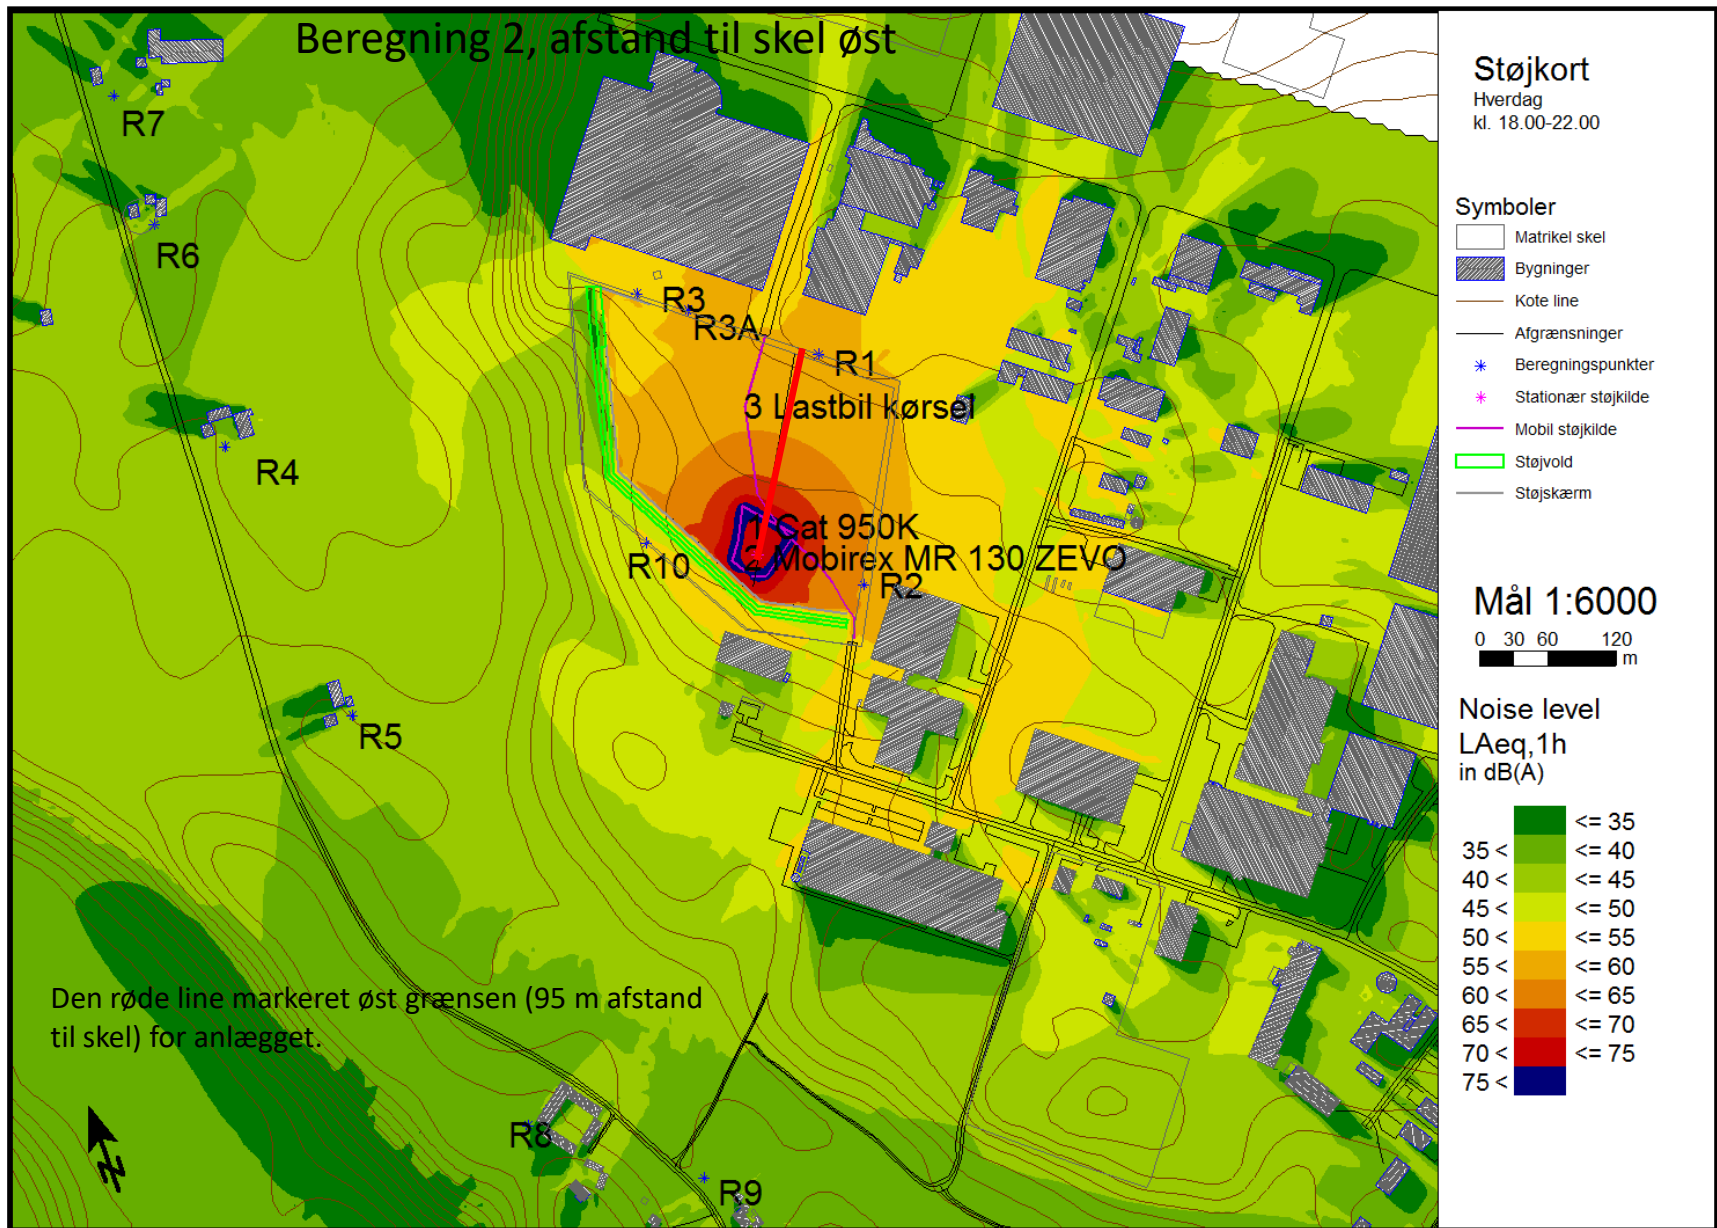 Beregning 2, afstand til skel øst
R7
R6
R3
R3A
R1
3 Lastbil kørsel
R4
1 Cat 950K
2 Mobirex MR 130 ZEVO
R10
R2
R5
Den røde line markeret øst grænsen (95 m afstand
til skel) for anlægget.
R8
R9
N
Støjkort
Hverdag
kl. 18.00-22.00
Symboler
Matrikel skel
Bygninger
Kote line
Afgrænsninger
Beregningspunkter
Stationær støjkilde
Mobil støjkilde
Støjvold
Støjskærm
Mål 1:6000
0 30 60 120
m
Noise level
LAeq,1h
in dB(A)
<= 35
35 < <= 40
40 < <= 45
45 < <= 50
50 < <= 55
55 < <= 60
60 < <= 65
65 < <= 70
70 < <= 75
75 <